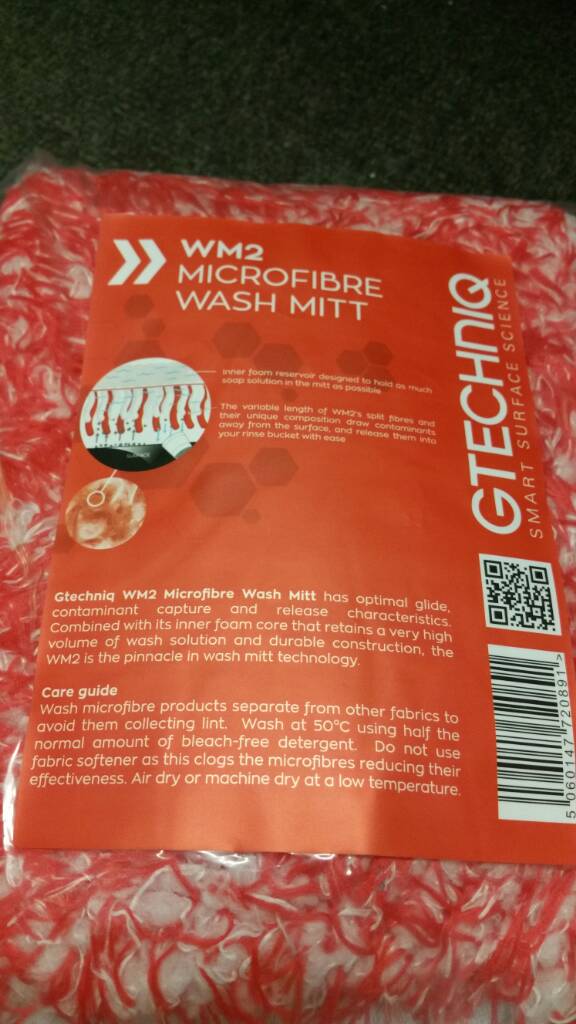 WM2
MICROFIBRE
WASH MITT
Inner foam reservoir designed to hold as much
soap solution in the mitt as possible
The variable length of WM2's split fibres and
their unique composition draw contaminants
away from the surface, and release them into
your rinse bucket with ease
SURFACE
Gtechniq WM2 Microfibre Wash Mitt has optimal glide,
contaminant capture and release characteristics.
Combined with its inner foam core that retains a very high
volume of wash solution and durable construction, the
WM2 is the pinnacle in wash mitt technology.
Care guide
Wash microfibre products separate from other fabrics to
avoid them collecting lint. Wash at 50°C using half the
normal amount of bleach-free detergent. Do not use
fabric softener as this clogs the microfibres reducing their
effectiveness. Air dry or machine dry at a low temperature.
GTECHNIQ
SMART SURFACE SCIENCE
5 060147 720891 >